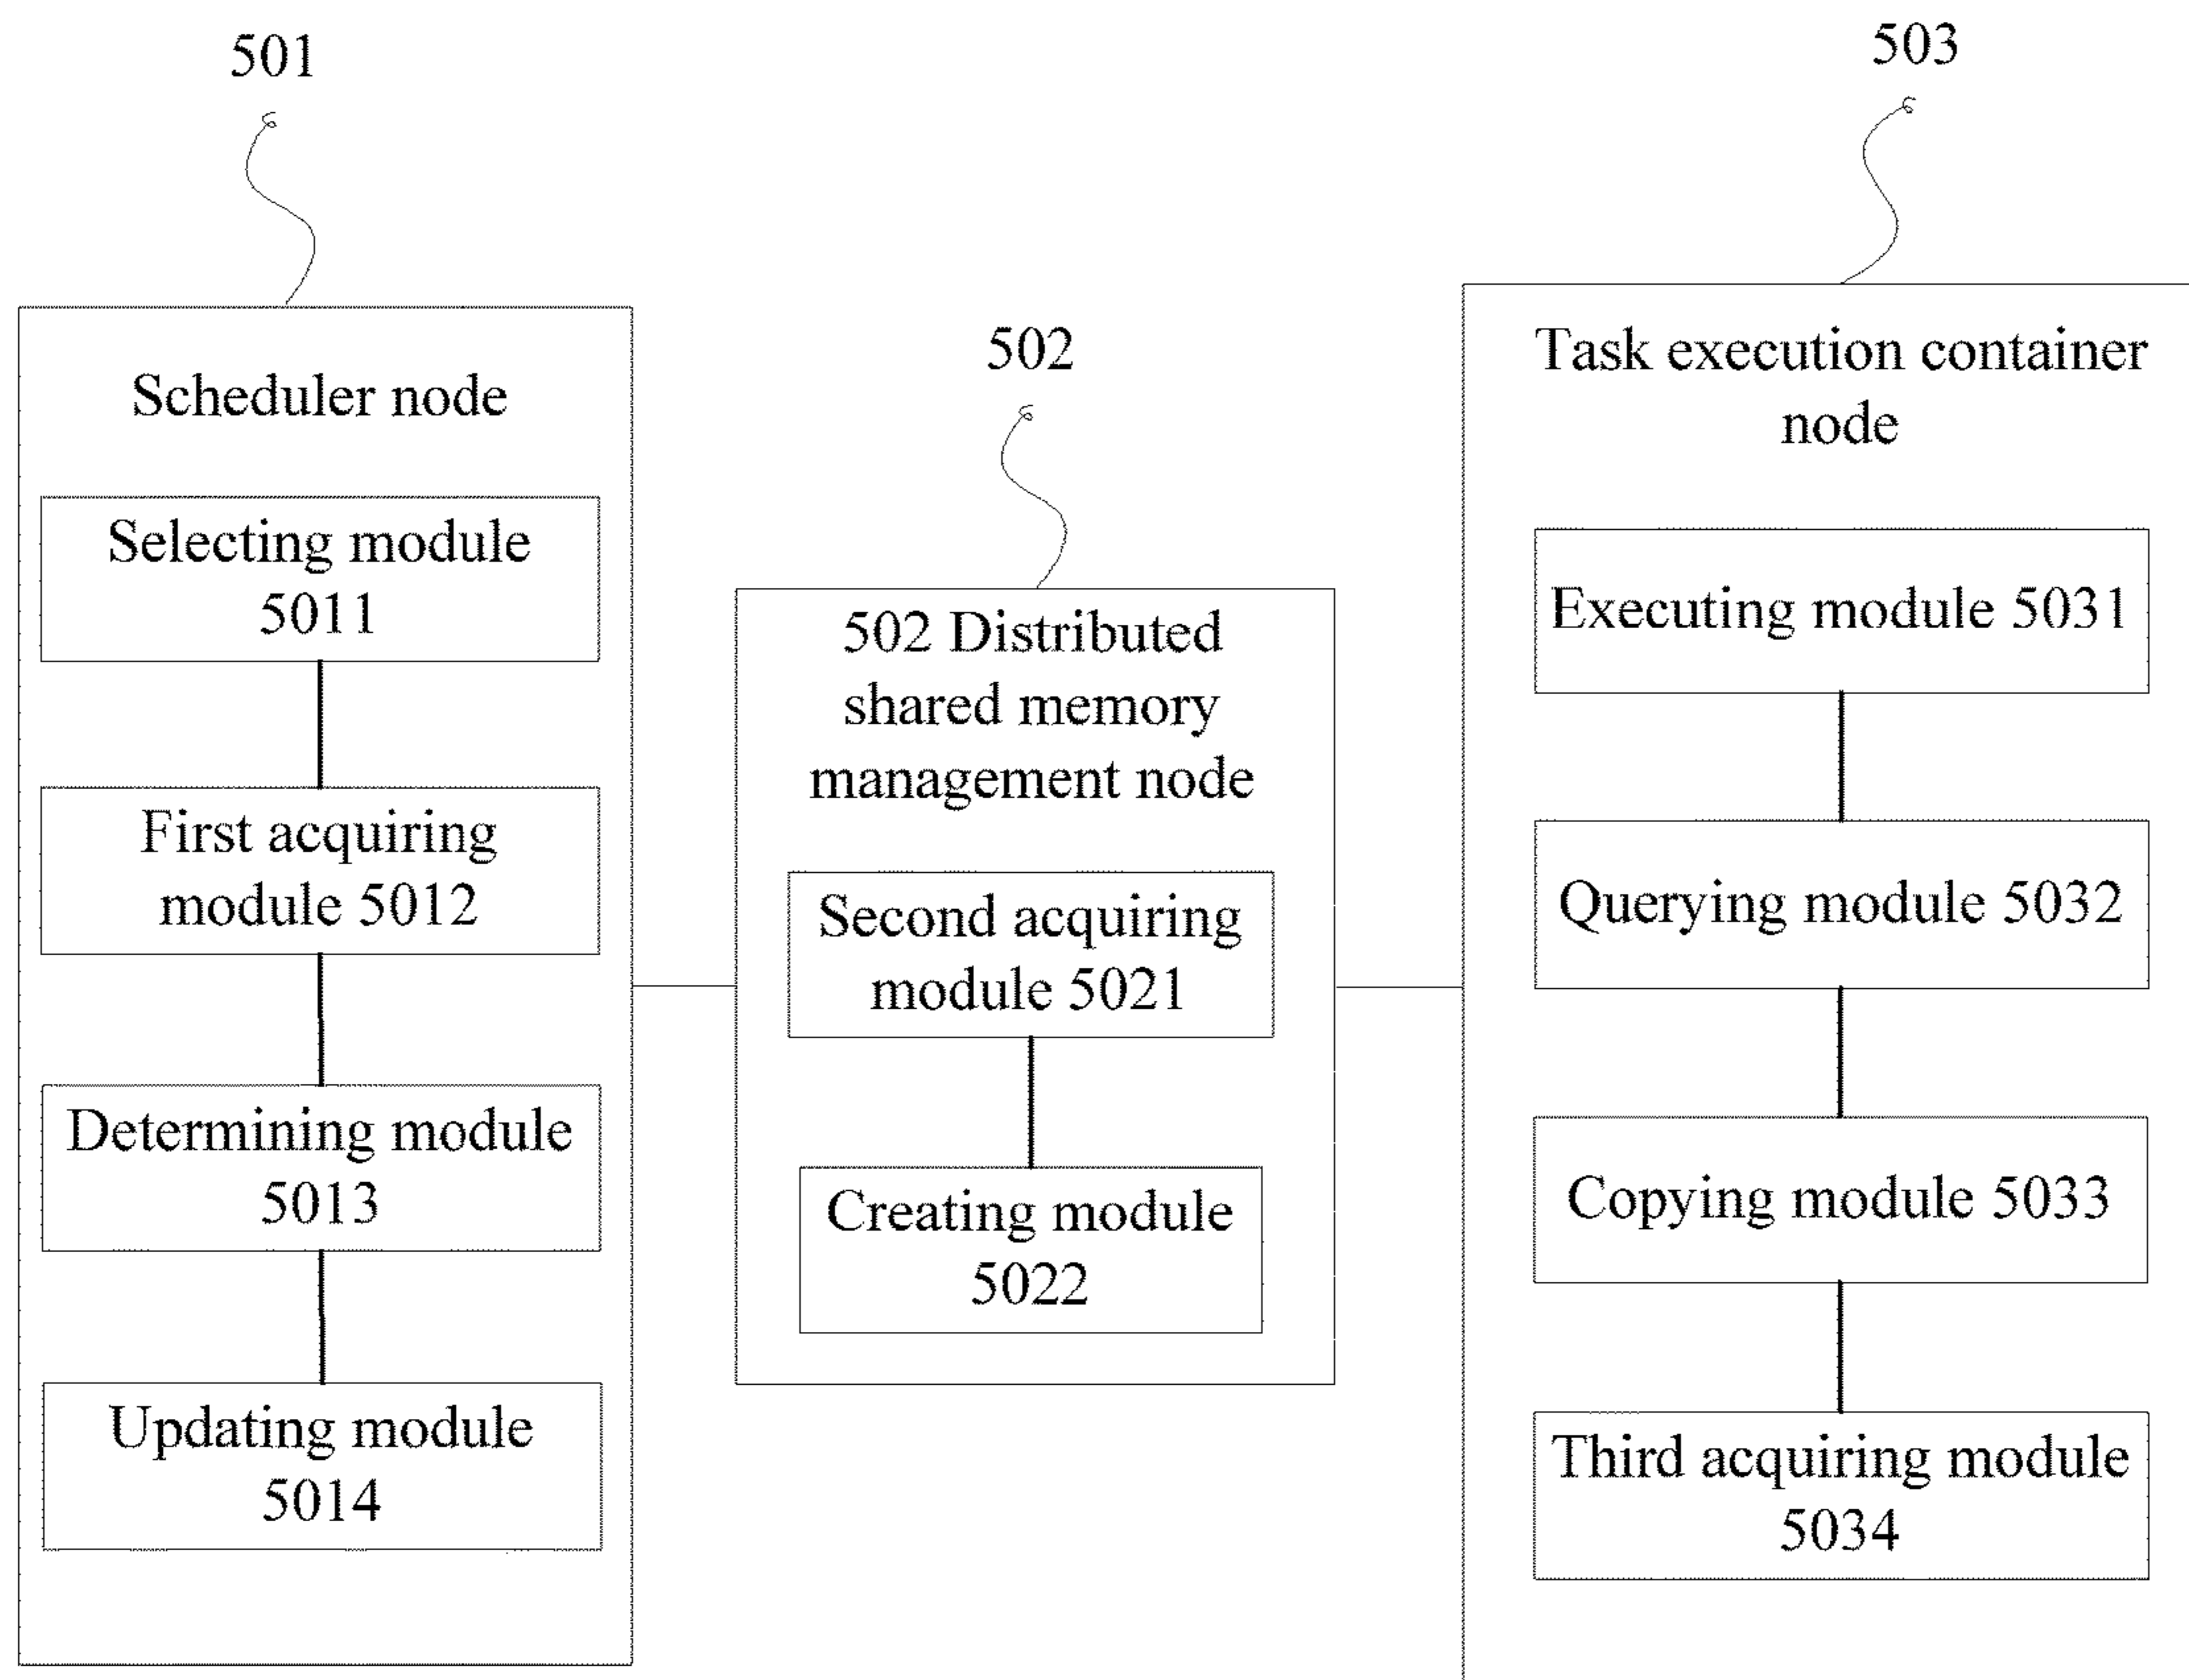 501
Scheduler node
Selecting module
5011
First acquiring
module 5012
Determining module
5013
Updating module
5014
502
502 Distributed
shared memory
management node
Second acquiring
module 5021
Creating module
5022
503
Task execution container
node
Executing module 5031
Querying module 5032
Copying module 5033
Third acquiring module
5034